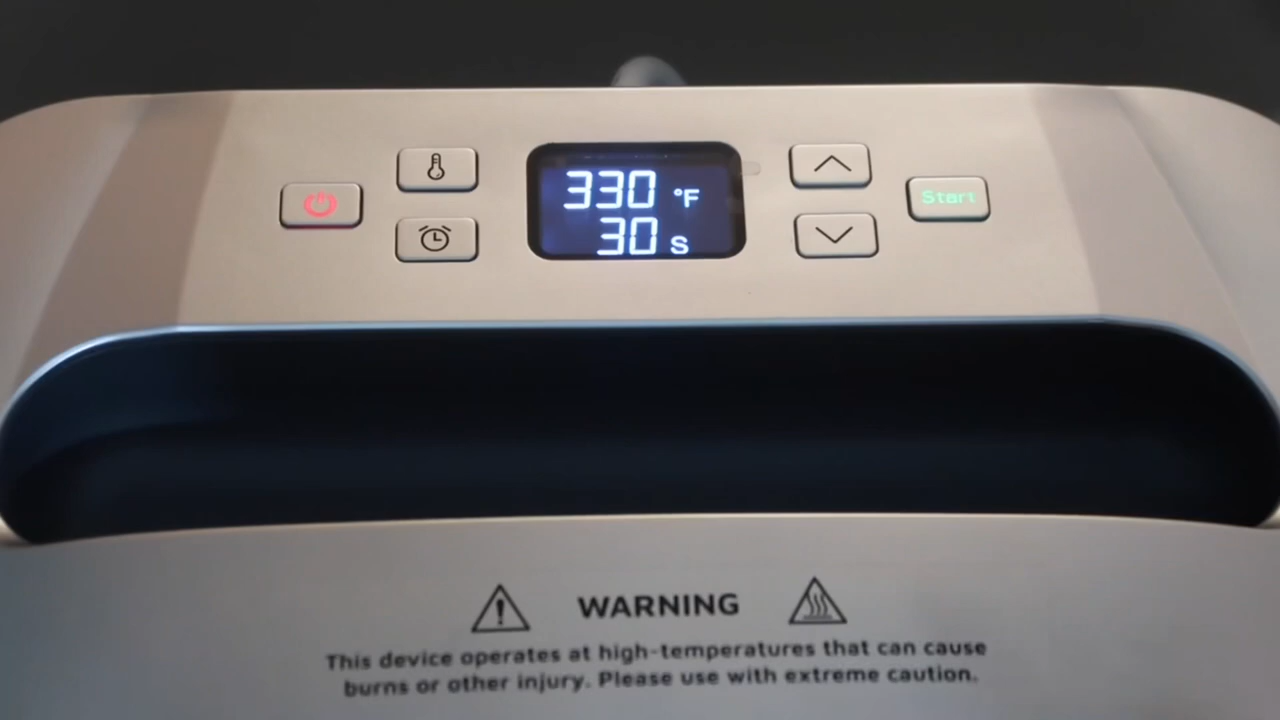 330 °F
30 S
Start
WARNING
This device operates at high-temperatures that can cause
burns or other injury. Please use with extreme caution.